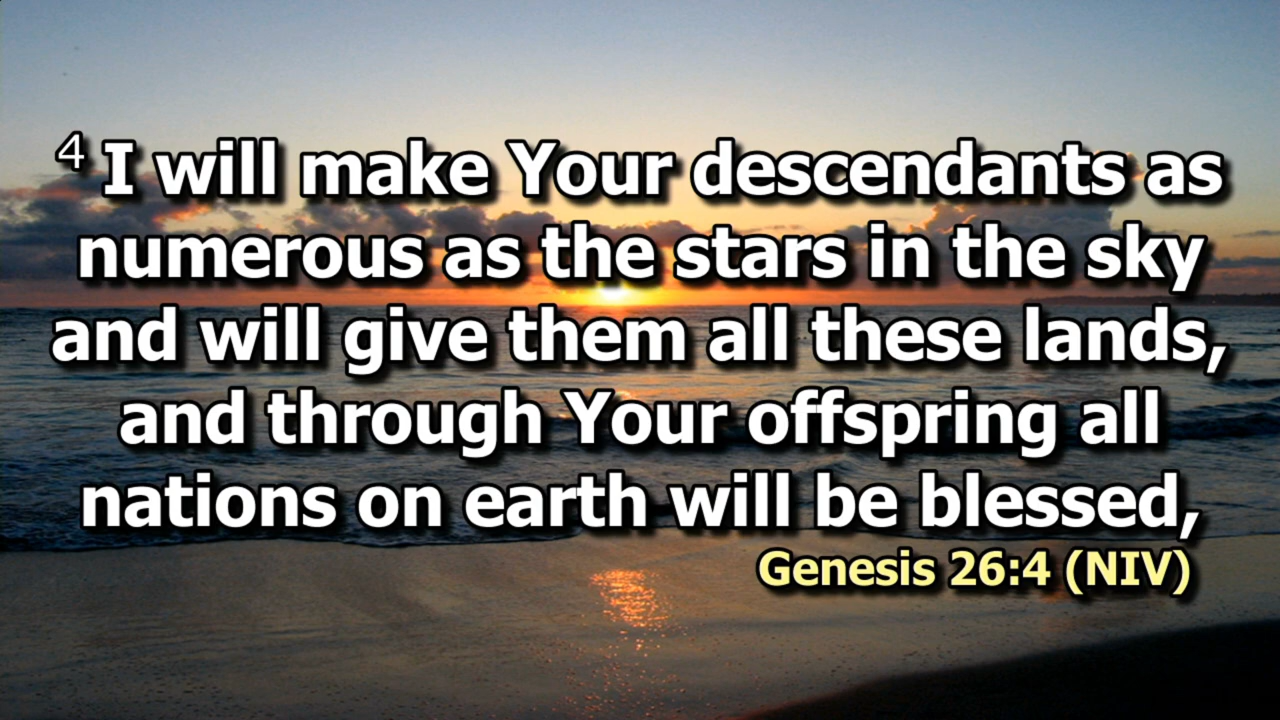 4 I will make Your descendants as
numerous as the stars in the sky
and will give them all these lands,
and through Your offspring all
nations on earth will be blessed,
Genesis 26:4 (NIV)